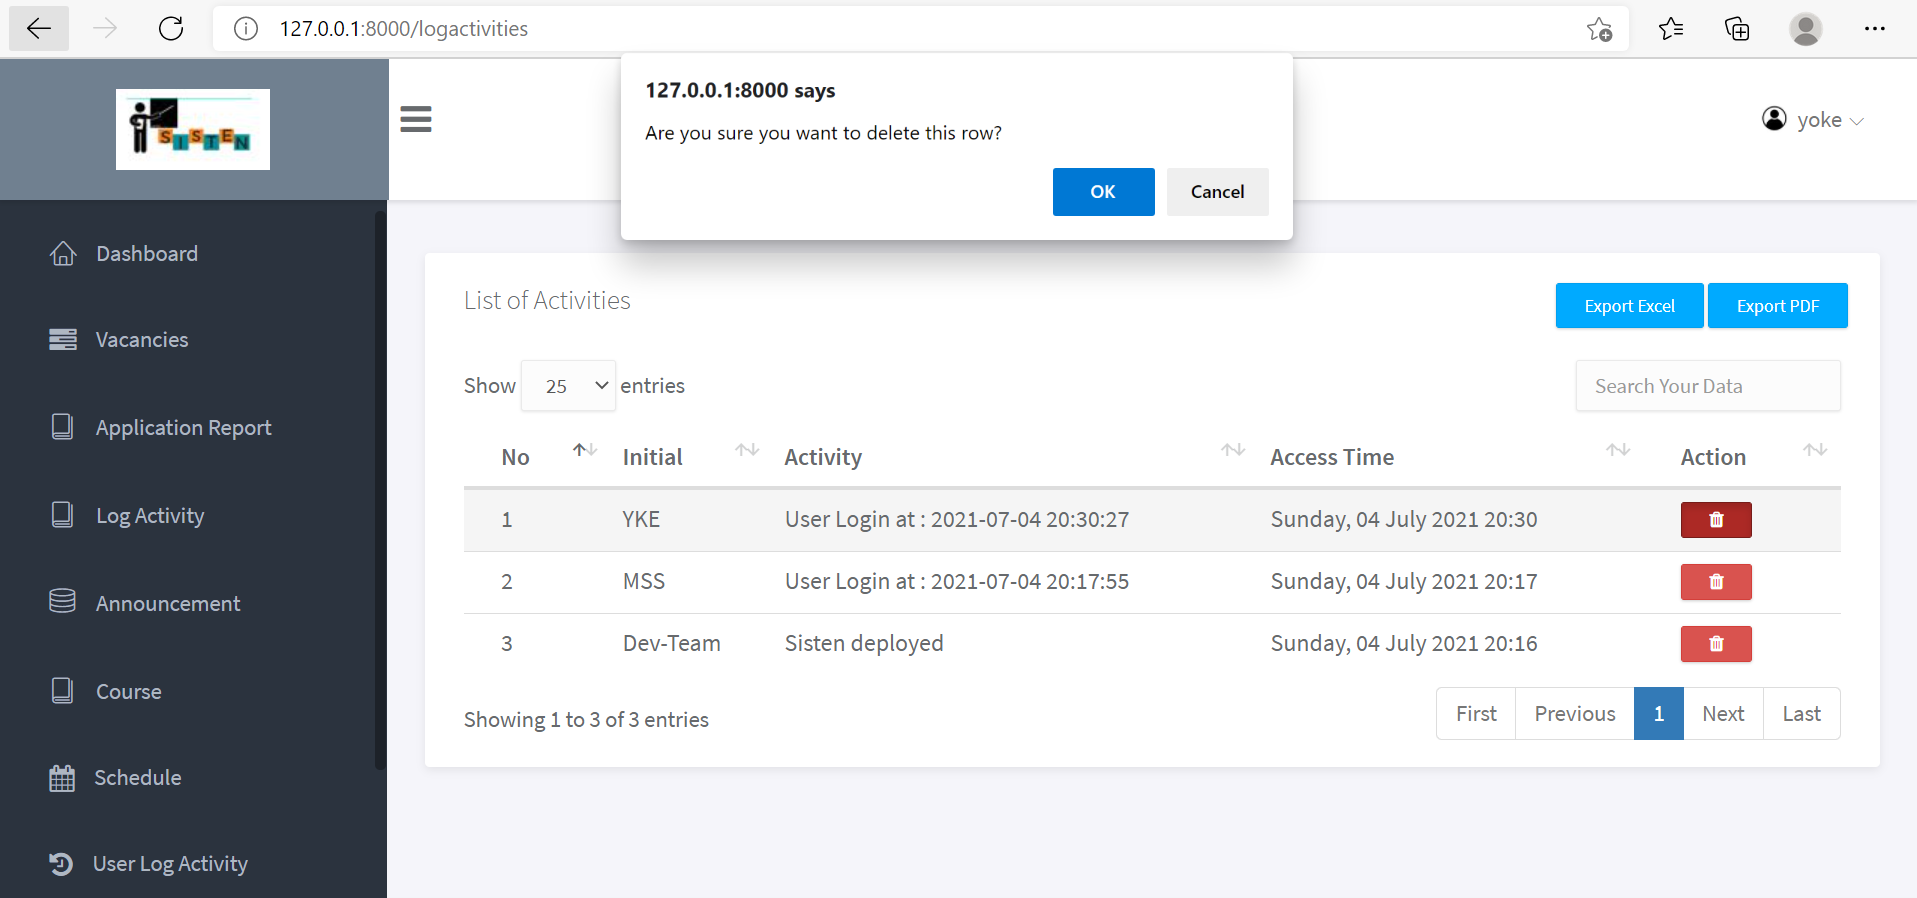 127.0.0.1:8000/logactivities
127.0.0.1:8000 says
Are you sure you want to delete this row?
OK Cancel
SISTEN
yoke
Dashboard
Vacancies
Application Report
Log Activity
Announcement
Course
Schedule
User Log Activity
List of Activities
Export Excel Export PDF
Show 25 entries
Search Your Data
No Initial Activity Access Time Action
1 YKE User Login at : 2021-07-04 20:30:27 Sunday, 04 July 2021 20:30
2 MSS User Login at : 2021-07-04 20:17:55 Sunday, 04 July 2021 20:17
3 Dev-Team Sisten deployed Sunday, 04 July 2021 20:16
Showing 1 to 3 of 3 entries
First Previous 1 Next Last